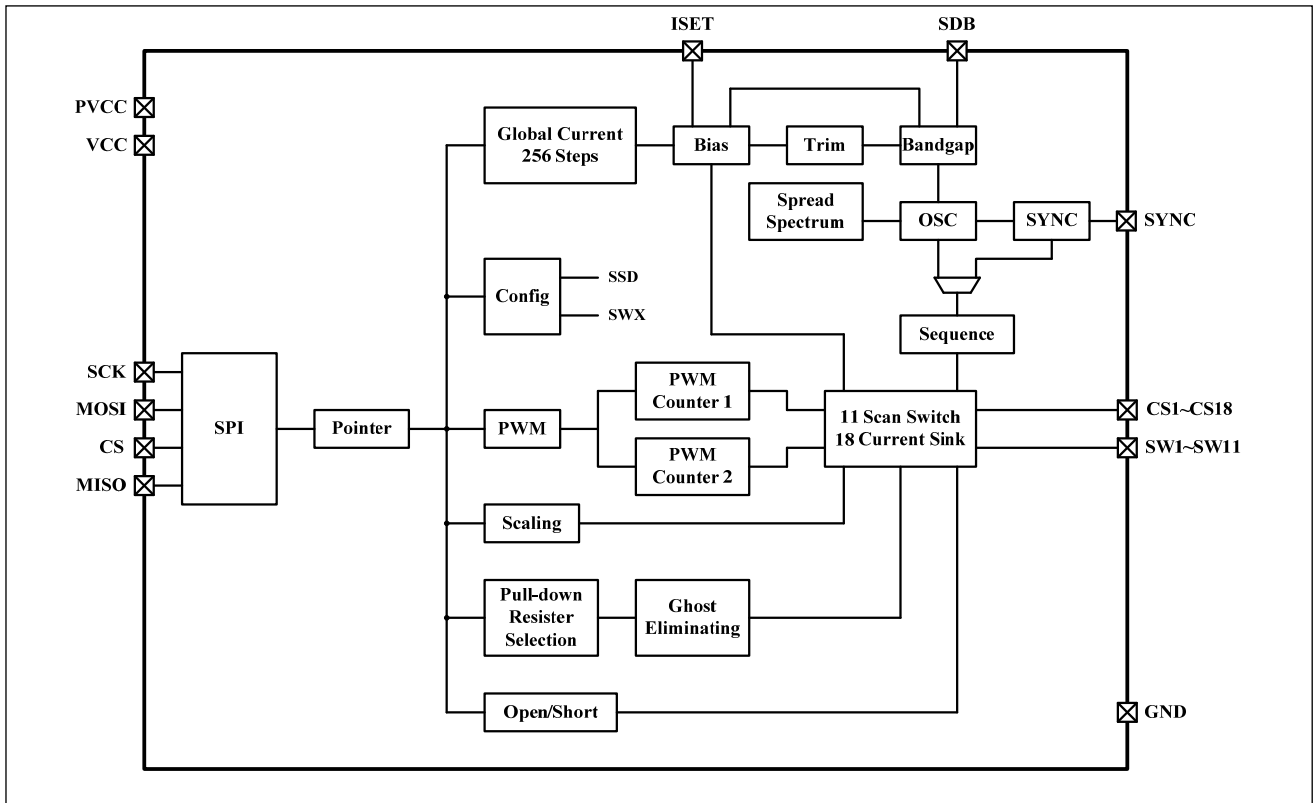 ISET
SDB
PVCC
VCC
Global Current
256 Steps
Bias
Trim
Bandgap
Spread
Spectrum
OSC
SYNC
SYNC
Config
SSD
SWX
Sequence
SCK
MOSI
CS
MISO
SPI
Pointer
PWM
PWM
Counter 1
PWM
Counter 2
11 Scan Switch
18 Current Sink
CS1~CS18
SW1~SW11
Scaling
Pull-down
Resister
Selection
Ghost
Eliminating
Open/Short
GND